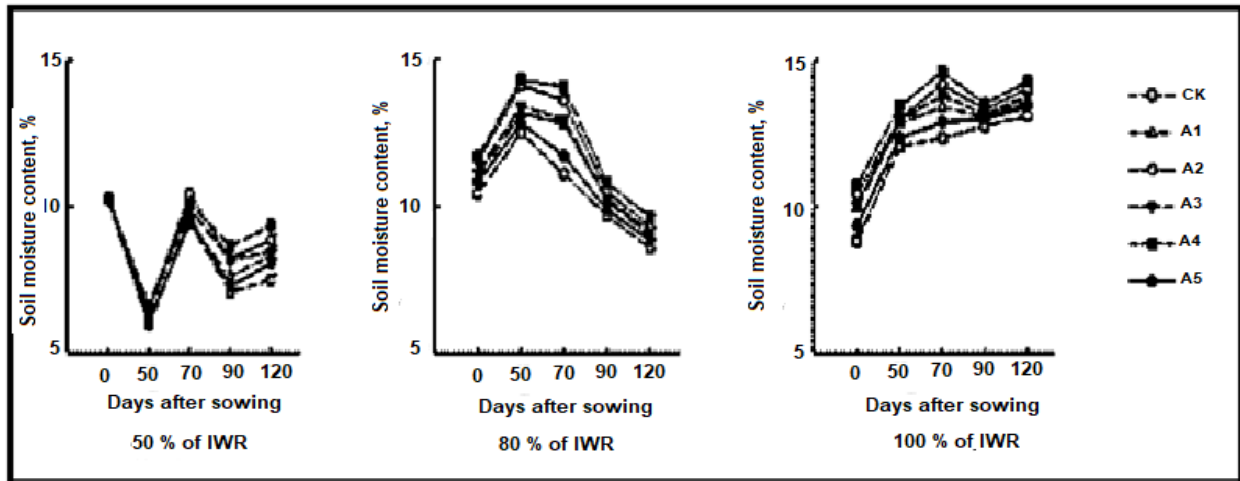 15
10
5
Soil moisture content, %
0 50 70 90 120
Days after sowing
50 % of IWR
15
10
5
Soil moisture content, %
0 50 70 90 120
Days after sowing
80 % of IWR
15
10
5
Soil moisture content, %
0 50 70 90 120
Days after sowing
100 % of IWR
CK
A1
A2
A3
A4
A5